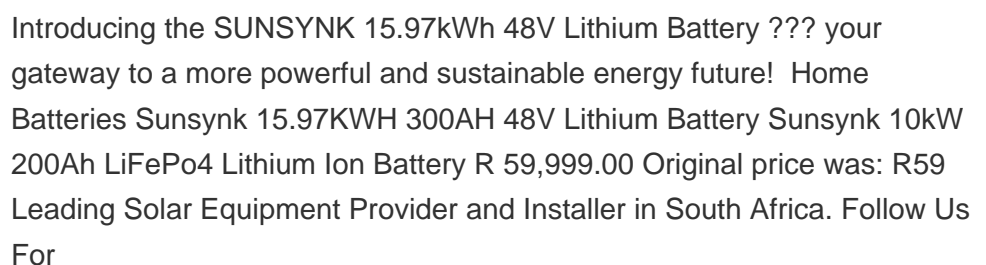 Introducing the SUNSYNK 15.97kWh 48V Lithium Battery ??? your
gateway to a more powerful and sustainable energy future!  Home
Batteries Sunsynk 15.97KWH 300AH 48V Lithium Battery Sunsynk 10kW
200Ah LiFePo4 Lithium Ion Battery R 59,999.00 Original price was: R59
Leading Solar Equipment Provider and Installer in South Africa. Follow Us
For